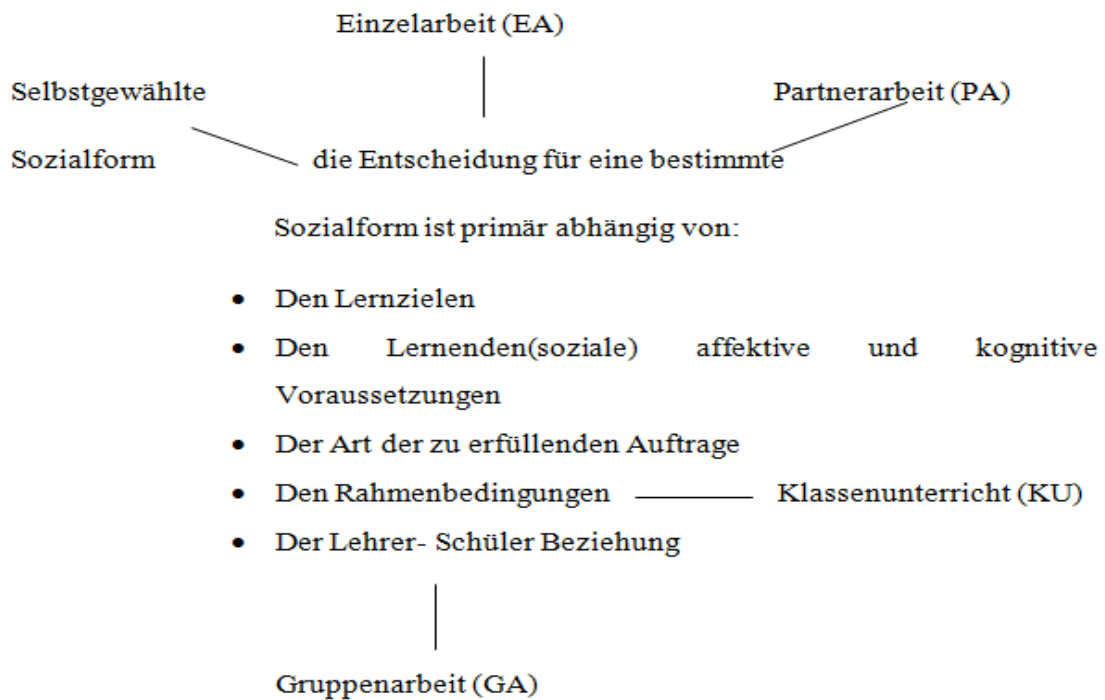 Einzelarbeit (EA)
Selbstgewählte Partnerarbeit (PA)
Sozialform die Entscheidung für eine bestimmte
Sozialform ist primär abhängig von:
• Den Lernzielen
• Den Lernenden(soziale) affektive und kognitive
Voraussetzungen
• Der Art der zu erfüllenden Auftrage
• Den Rahmenbedingungen Klassenunterricht (KU)
• Der Lehrer- Schüler Beziehung
Gruppenarbeit (GA)